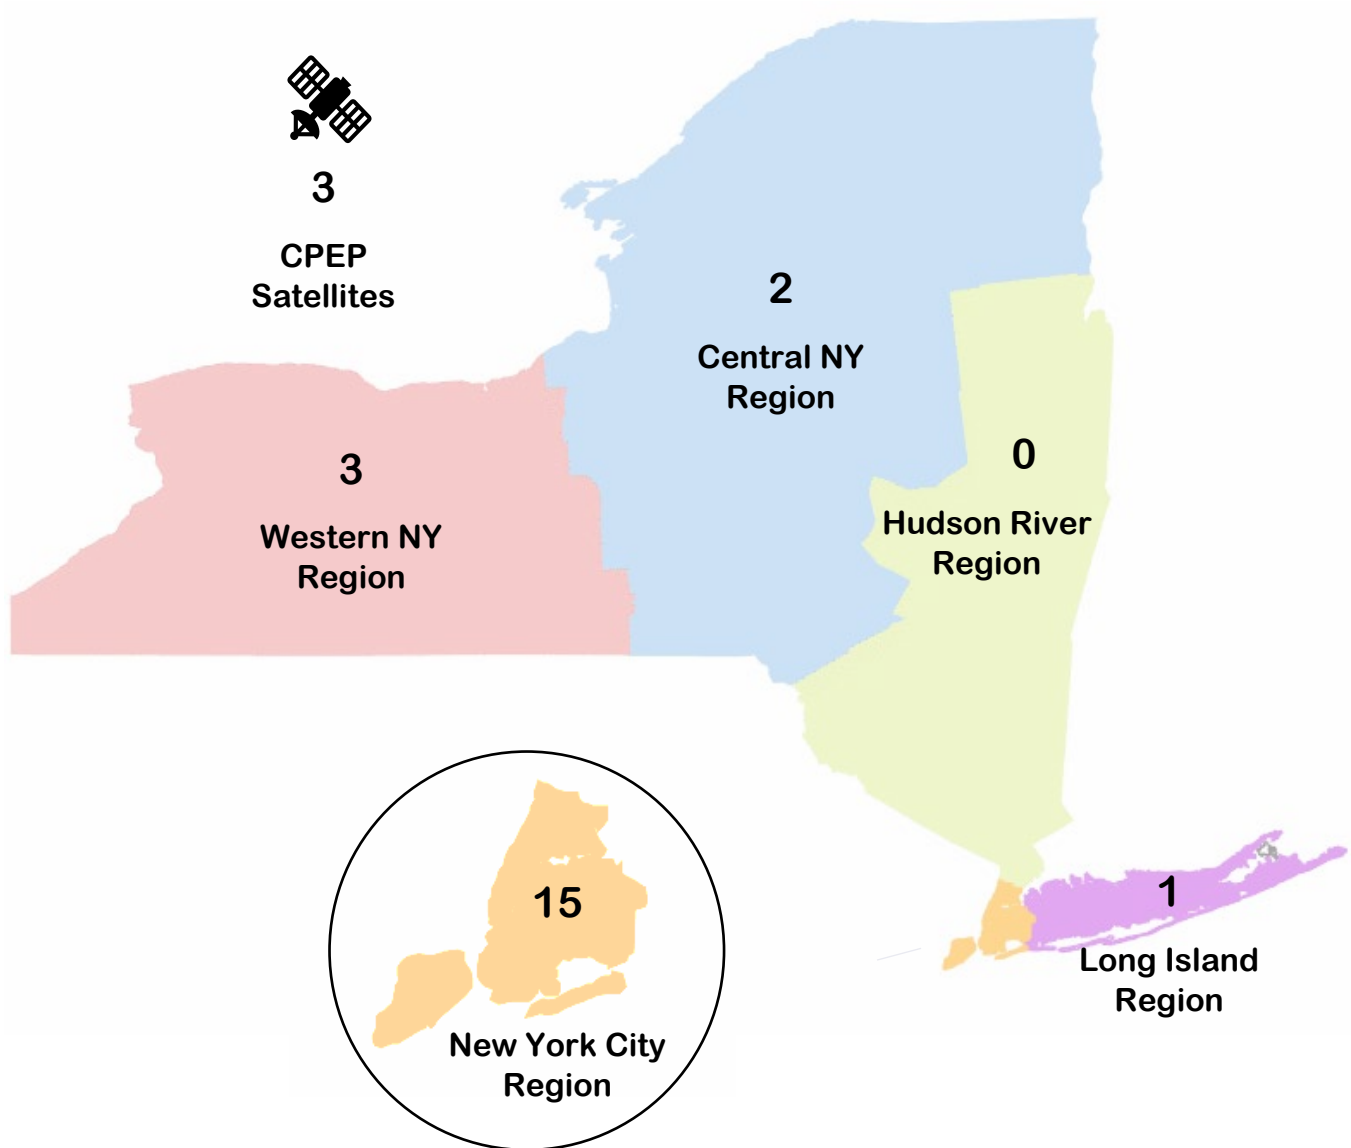 3
CPEP
Satellites
2
Central NY
Region
0
Hudson River
Region
3
Western NY
Region
15
New York City
Region
1
Long Island
Region